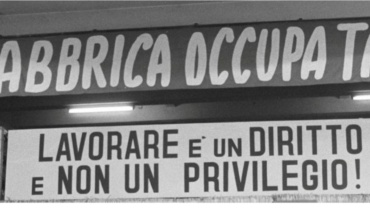 ABBRICA OCCUPATA
LAVORARE E' UN DIRITTO
E NON UN PRIVILEGIO!